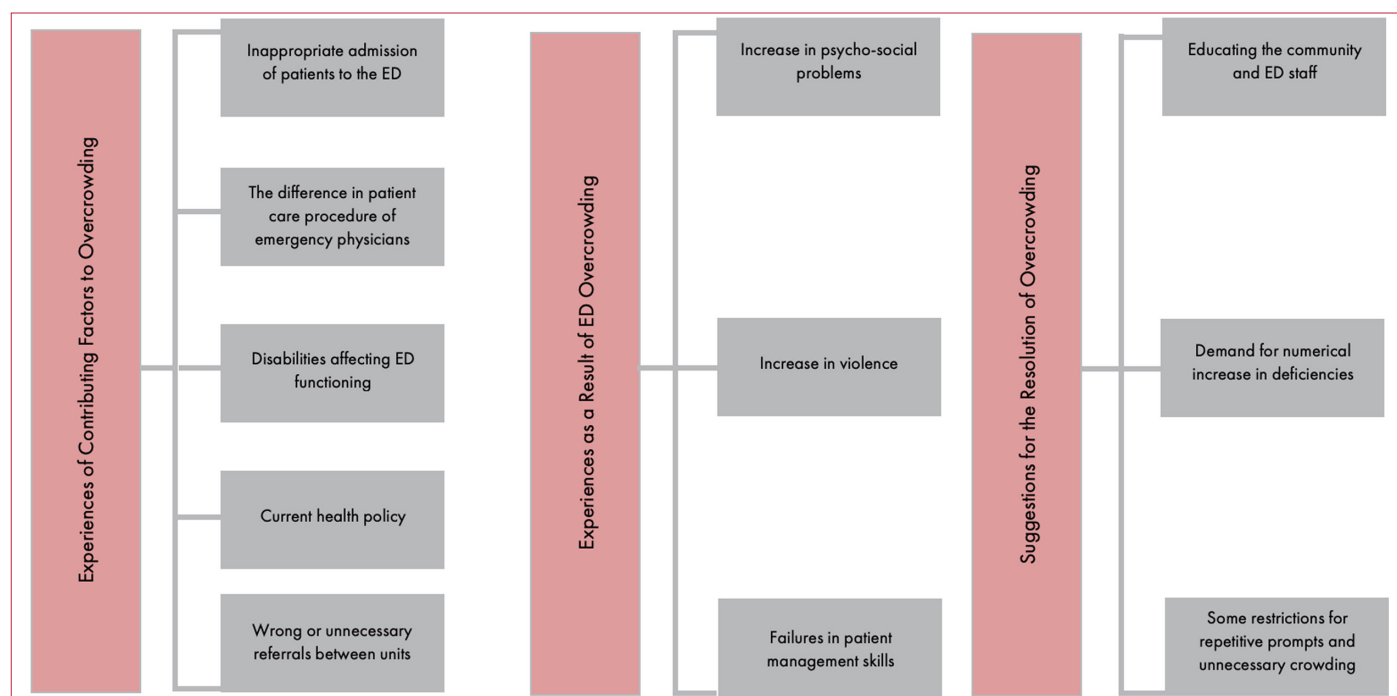 Experiences of Contributing Factors to Overcrowding
Inappropriate admission
of patients to the ED
The difference in patient
care procedure of
emergency physicians
Disabilities affecting ED
functioning
Current health policy
Wrong or unnecessary
referrals between units
Experiences as a Result of ED Overcrowding
Increase in psycho-social
problems
Increase in violence
Failures in patient
management skills
Suggestions for the Resolution of Overcrowding
Educating the community
and ED staff
Demand for numerical
increase in deficiencies
Some restrictions for
repetitive prompts and
unnecessary crowding